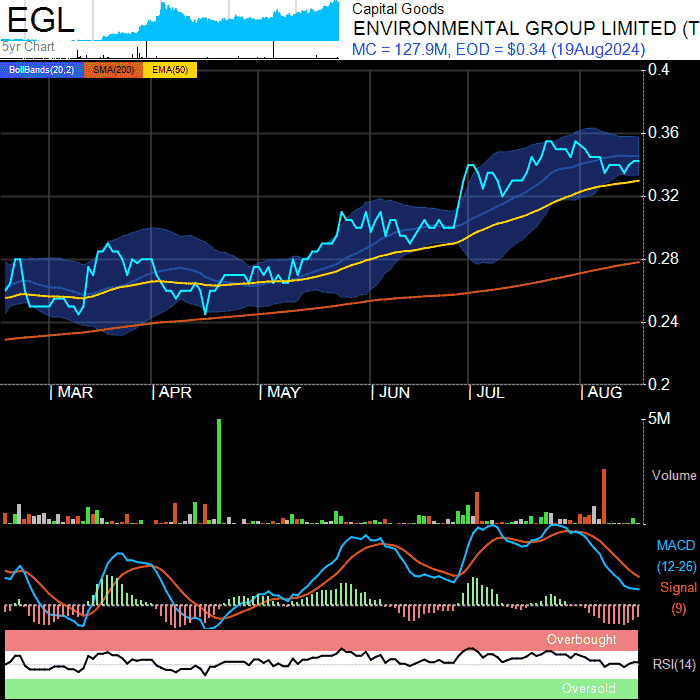 EGL
5yr Chart
Capital Goods
ENVIRONMENTAL GROUP LIMITED (T
MC = 127.9M, EOD = $0.34 (19Aug2024)
BollBands(20,2) SMA(200) EMA(50)
0.4
0.36
0.32
0.28
0.24
0.2
MAR APR MAY JUN JUL AUG
5M
Volume
MACD
(12-26)
Signal
(9)
Overbought
RSI(14)
Oversold